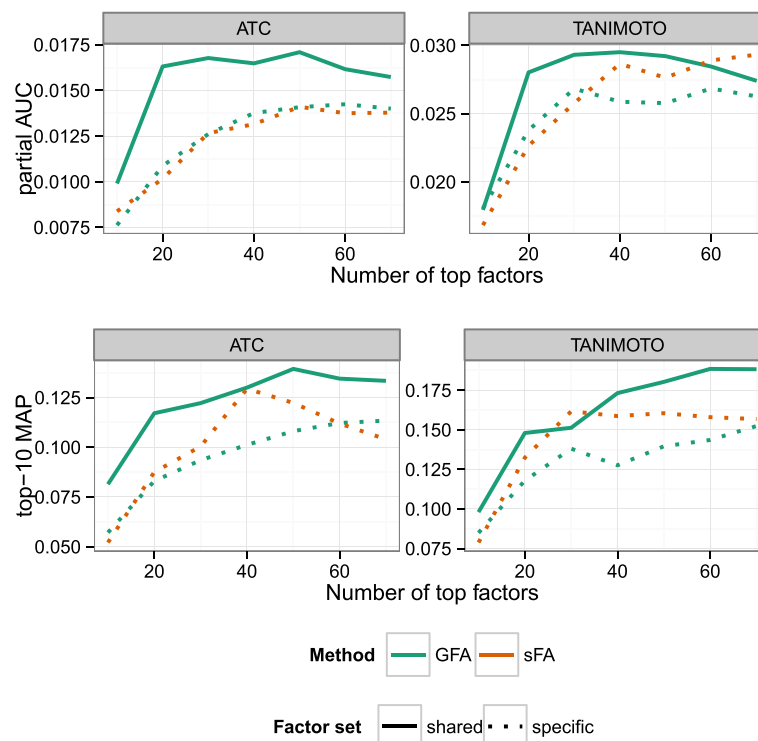 ATC TANIMOTO
partial AUC
0.0175
0.0150
0.0125
0.0100
0.0075
0.030
0.025
0.020
20 40 60 20 40 60
Number of top factors
ATC TANIMOTO
top-10 MAP
0.125
0.100
0.075
0.050
0.175
0.150
0.125
0.100
0.075
20 40 60 20 40 60
Number of top factors
Method GFA sFA
Factor set shared specific